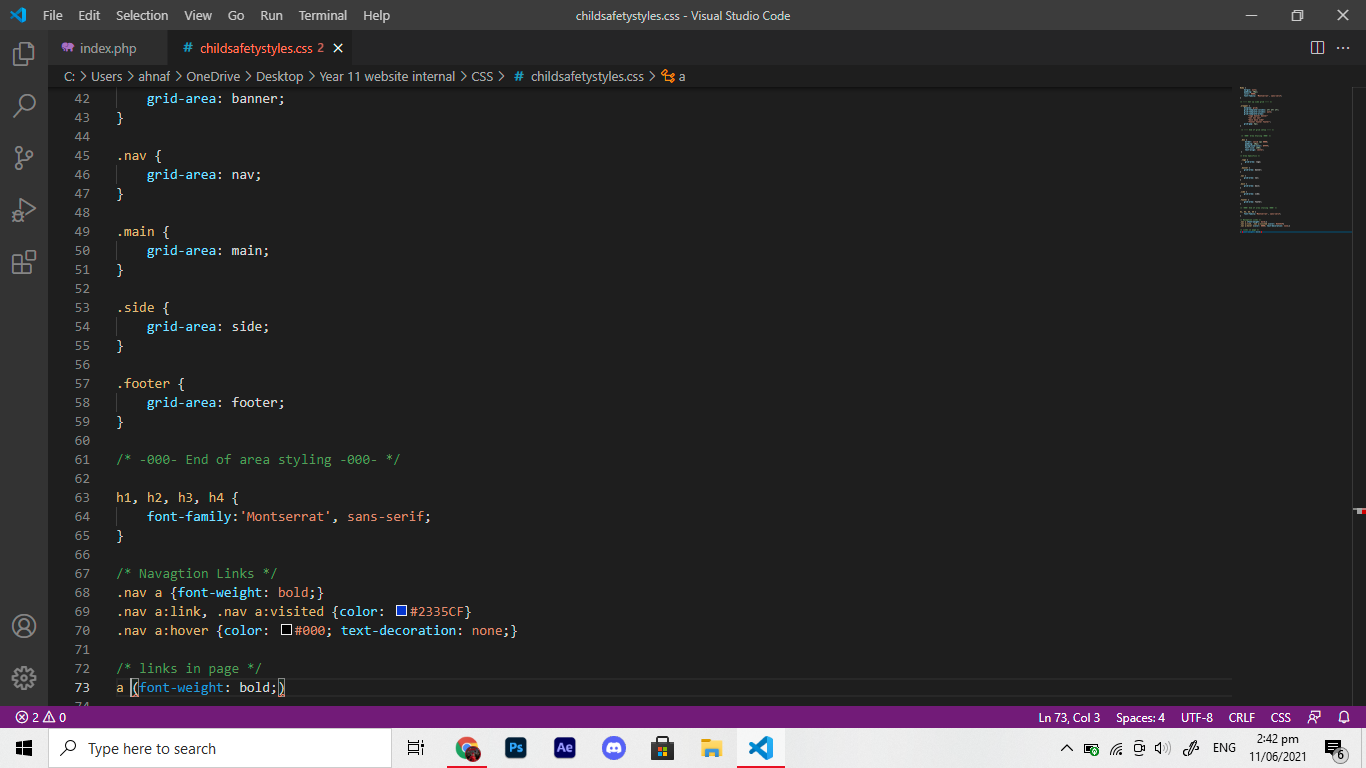 File Edit Selection View Go Run Terminal Help childsafetystyles.css - Visual Studio Code
index.php # childsafetystyles.css 2
C: > Users > ahnaf > OneDrive > Desktop > Year 11 website internal > CSS > # childsafetystyles.css > a
42 grid-area: banner;
43 }
44
45 .nav {
46 grid-area: nav;
47 }
48
49 .main {
50 grid-area: main;
51 }
52
53 .side {
54 grid-area: side;
55 }
56
57 .footer {
58 grid-area: footer;
59 }
60
61 /* -000- End of area styling -000- */
62
63 h1, h2, h3, h4 {
64 font-family:'Montserrat', sans-serif;
65 }
66
67 /* Navagtion Links */
68 .nav a {font-weight: bold;}
69 .nav a:link, .nav a:visited {color: #2335CF}
70 .nav a:hover {color: #000; text-decoration: none;}
71
72 /* links in page */
73 a (font-weight: bold;)
74
2 0 Ln 73, Col 3 Spaces: 4 UTF-8 CRLF CSS
Type here to search Ps Ae ENG 2:42 pm
11/06/2021 6